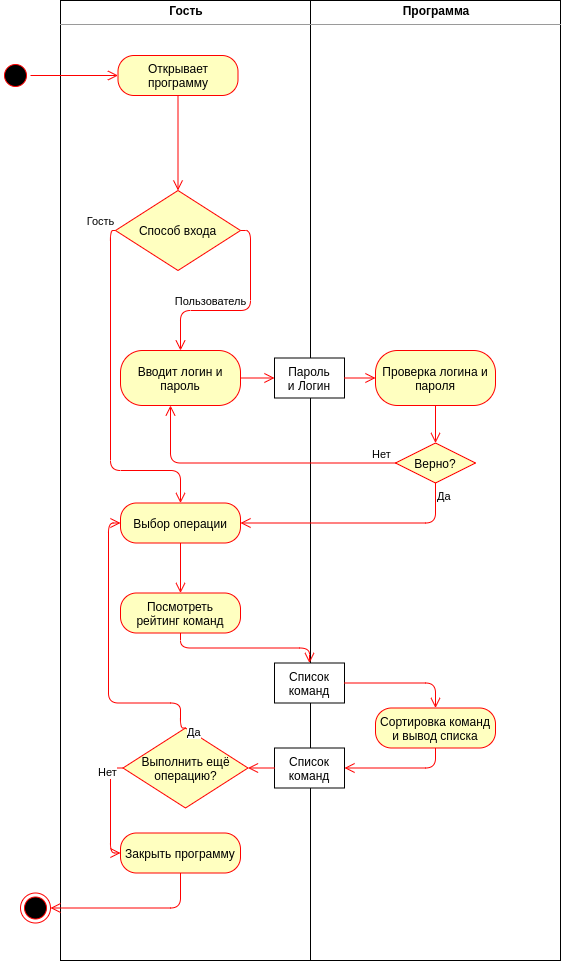 Гость
Программа
Открывает
программу
Гость
Способ входа
Пользователь
Вводит логин и
пароль
Пароль
и Логин
Проверка логина и
пароля
Нет
Верно?
Да
Выбор операции
Посмотреть
рейтинг команд
Список
команд
Сортировка команд
и вывод списка
Да
Выполнить ещё
операцию?
Список
команд
Нет
Закрыть программу